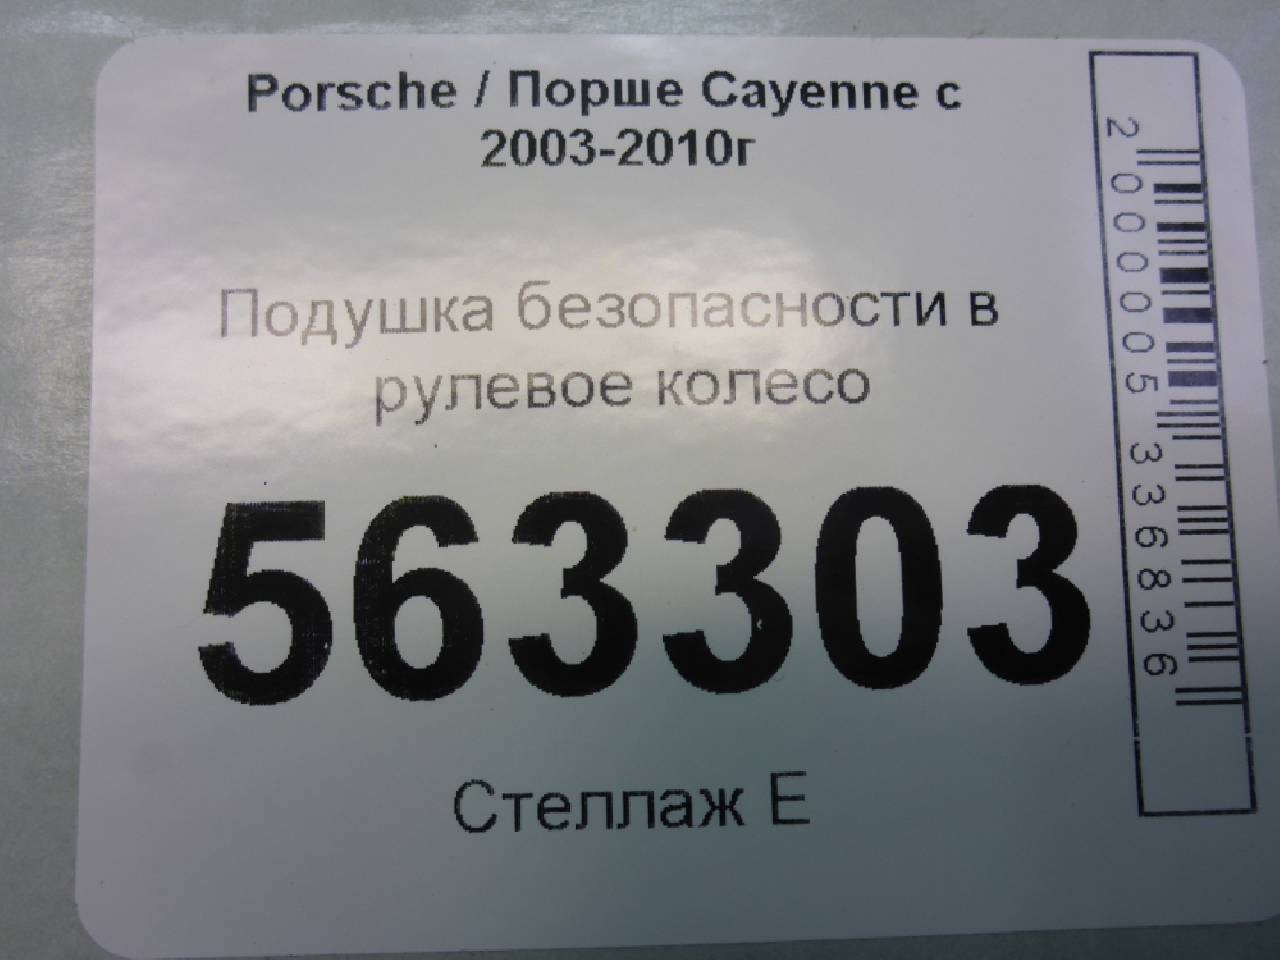 Porsche / Порше Cayenne с
2003-2010г
Подушка безопасности в
рулевое колесо
563303
Стеллаж Е
2000005336836